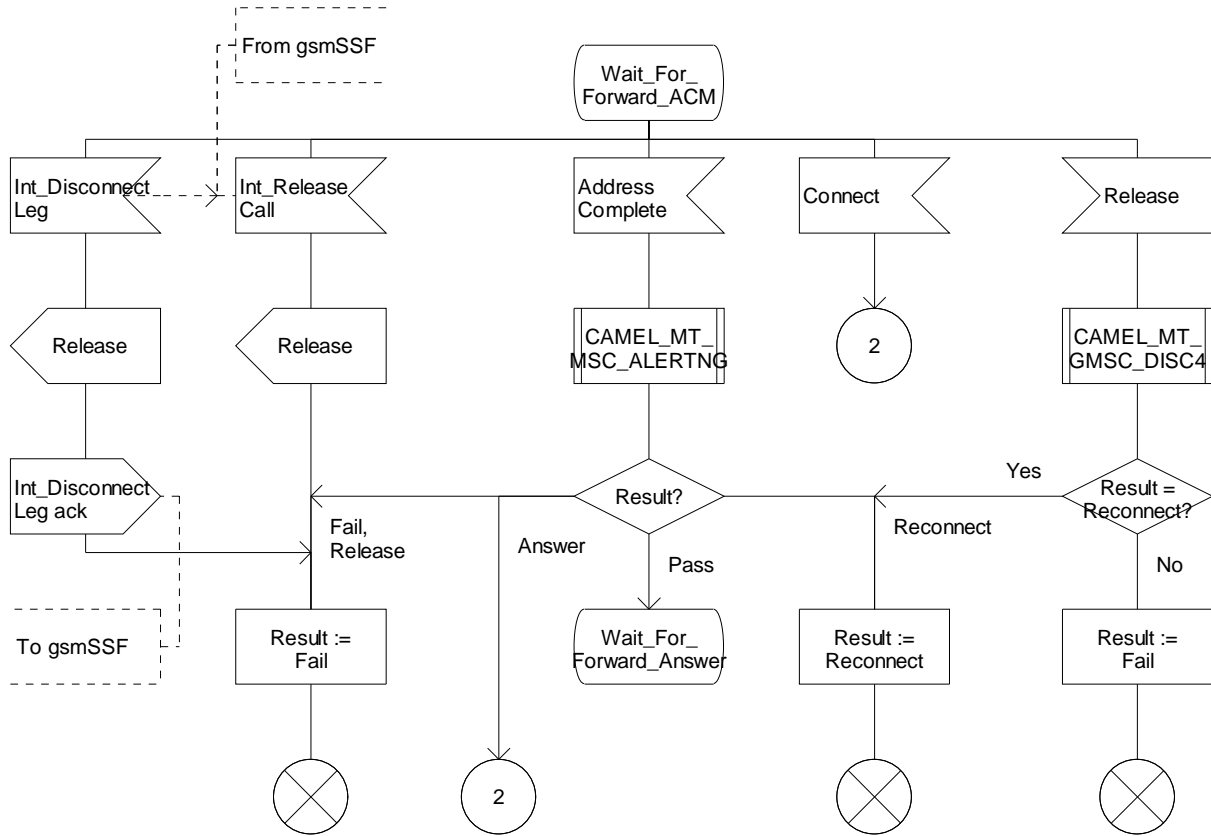 From gsmSSF
Wait_For_
Forward_ACM
Int_Disconnect
Leg
Int_Release
Call
Address
Complete
Connect
Release
Release
Release
CAMEL_MT_
MSC_ALERTNG
2
CAMEL_MT_
GMSC_DISC4
Int_Disconnect
Leg ack
Result?
Yes
Result =
Reconnect?
Fail,
Release
Answer
Reconnect
Pass
No
To gsmSSF
Result :=
Fail
Wait_For_
Forward_Answer
Result :=
Reconnect
Result :=
Fail
2